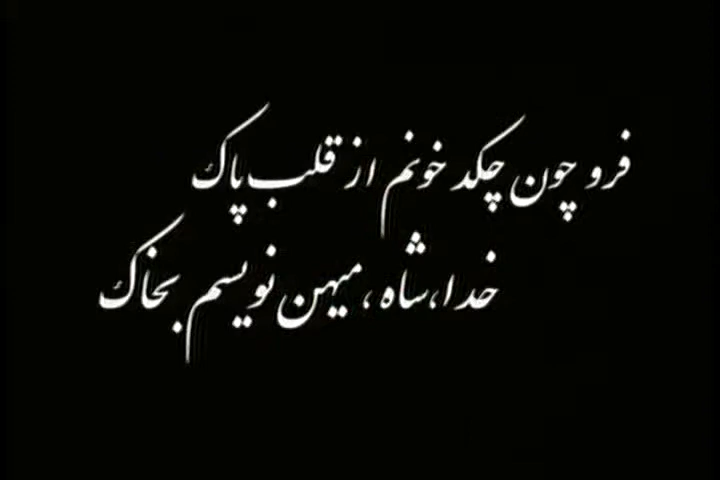 فرو چون چکد خونم از قلب پاک
خدا،شاه ،میهن نویسم بخاک